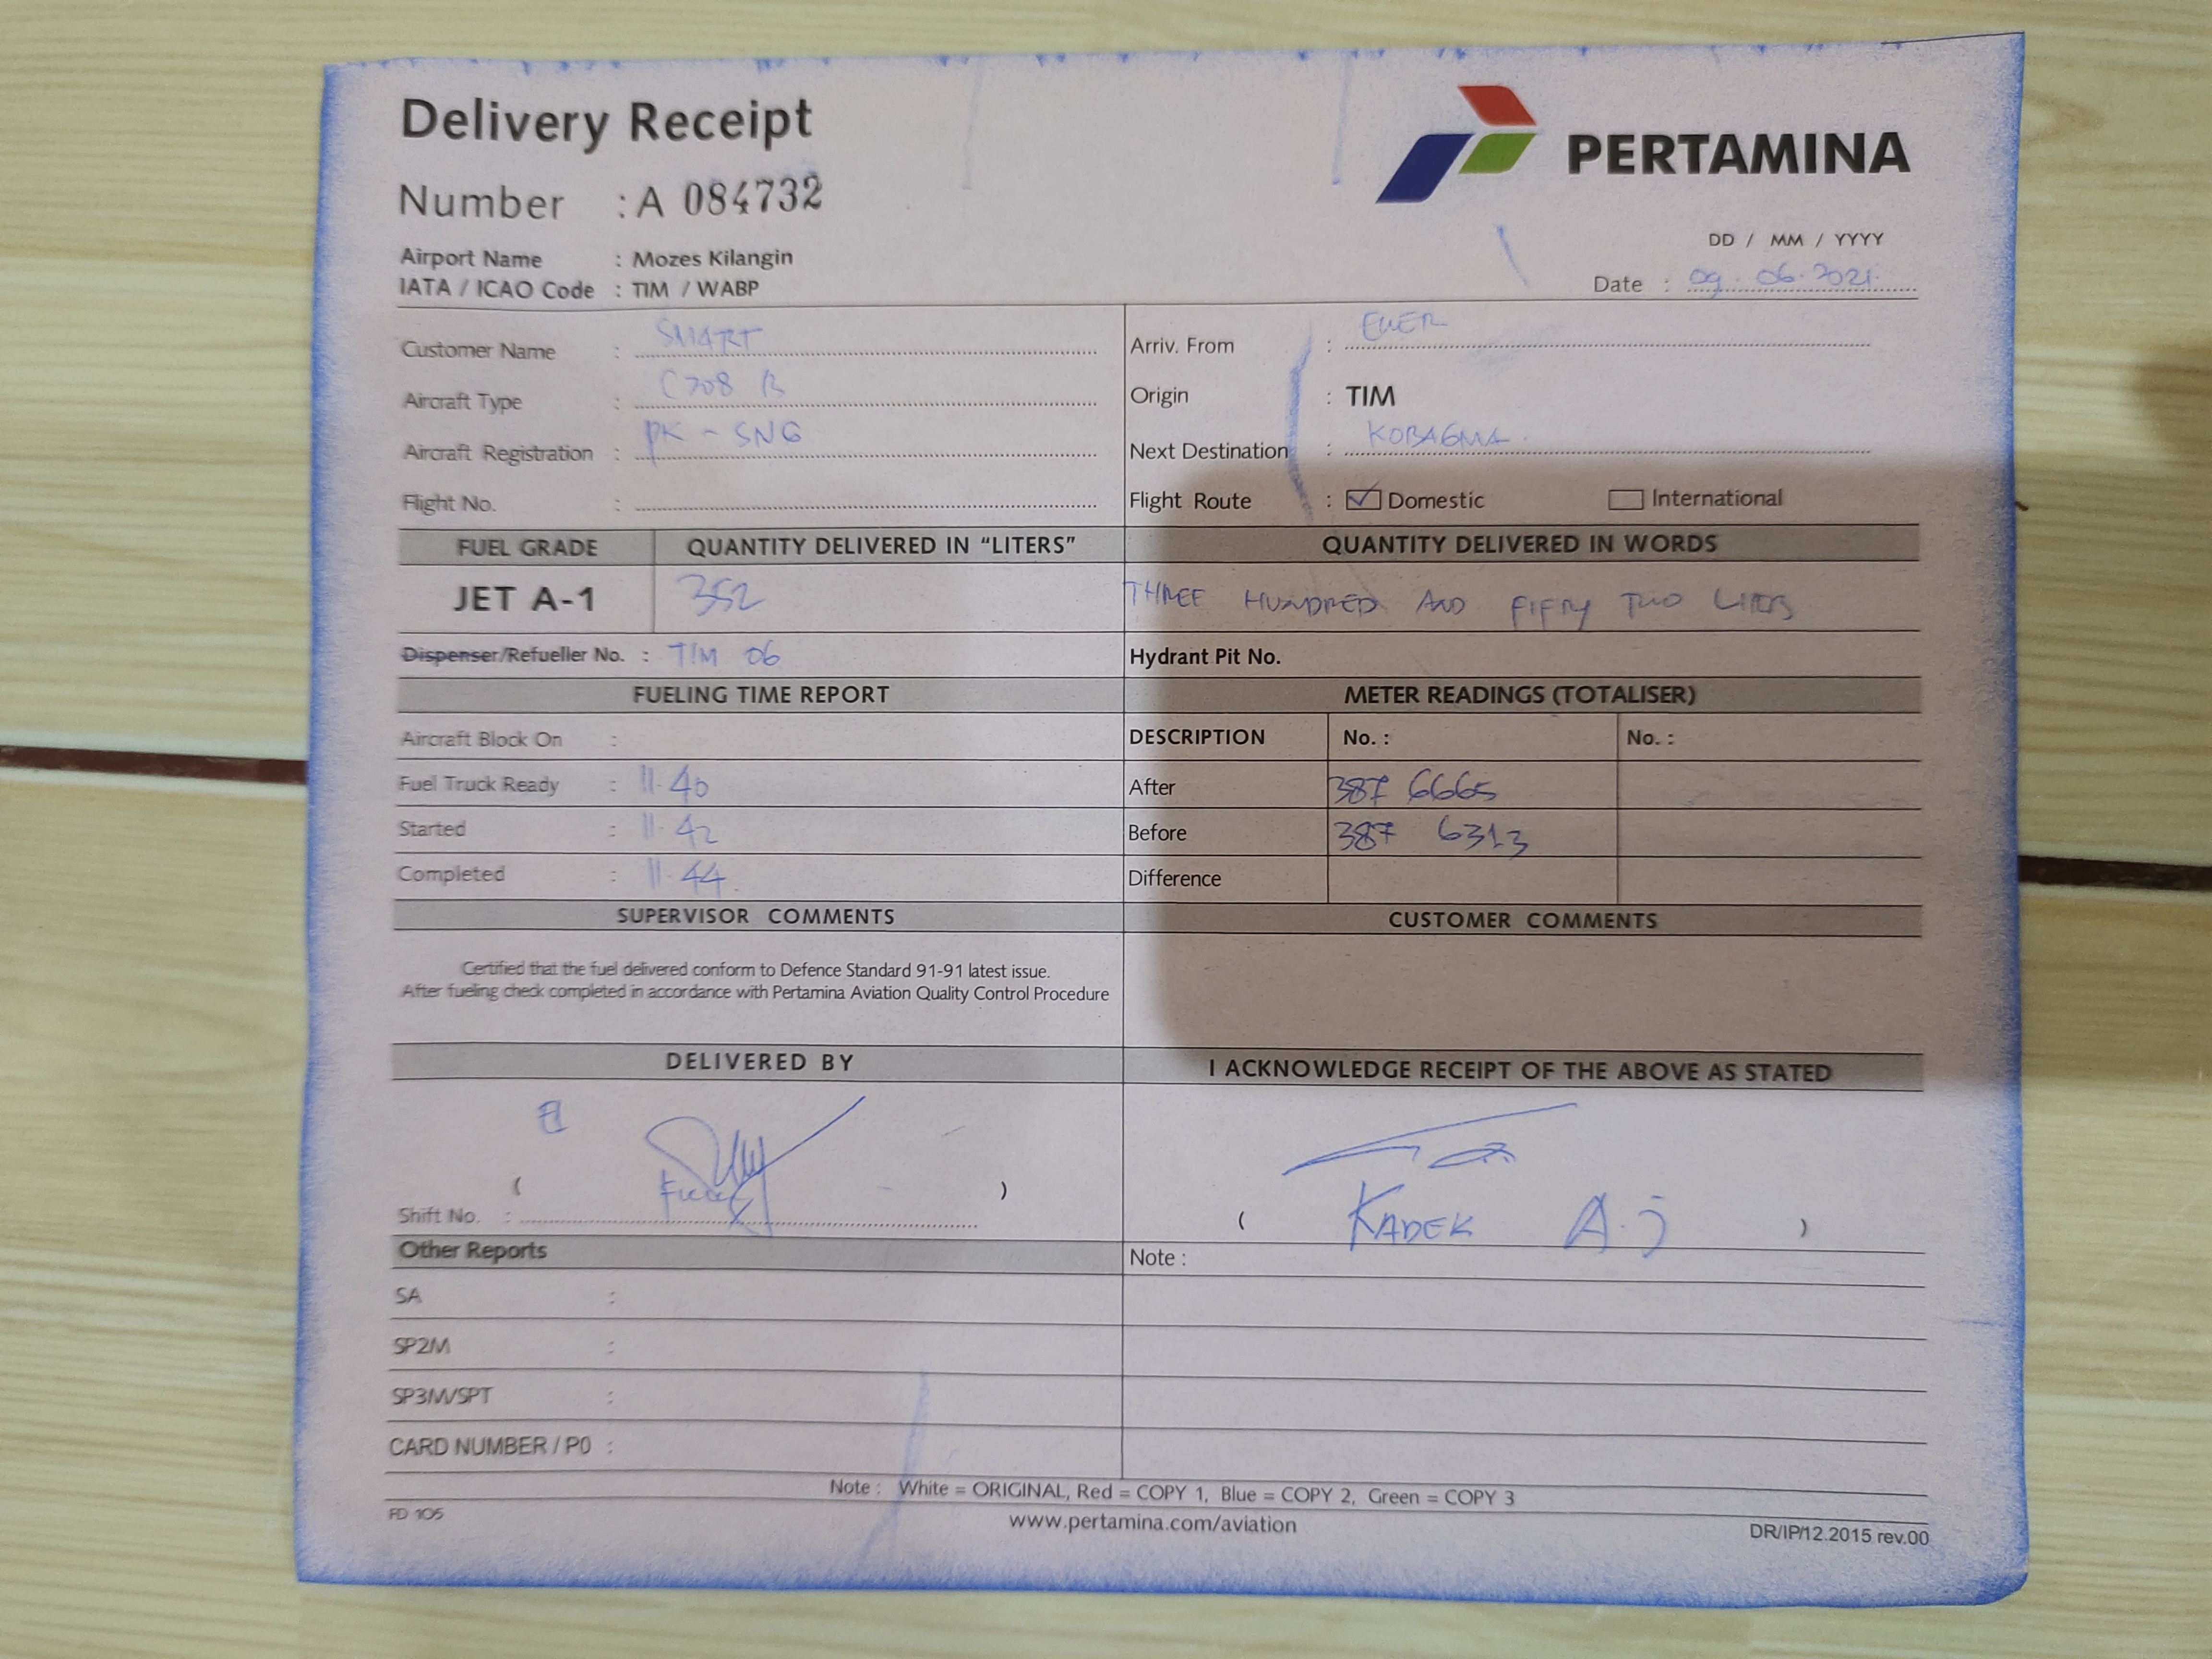 Delivery Receipt
PERTAMINA
Number : A 084732
DD / MM / YYYY
Airport Name : Mozes Kilangin
IATA / ICAO Code : TIM / WABP
Date : 09.06.2021.
Customer Name : SMART
Arriv. From : EWER
Aircraft Type : C208 B
Origin : TIM
Aircraft Registration : PK - SNG
Next Destination : KOBAGMA.
Flight No. :
Flight Route : Domestic International
FUEL GRADE QUANTITY DELIVERED IN "LITERS" QUANTITY DELIVERED IN WORDS
JET A-1 352 THREE HUNDRED AND FIFTY TWO LITERS
Dispenser/Refueller No. : TIM 06 Hydrant Pit No.
FUELING TIME REPORT METER READINGS (TOTALISER)
Aircraft Block On : DESCRIPTION No. : No. :
Fuel Truck Ready : 11.40 After 387 6665
Started : 11.42 Before 387 6313
Completed : 11.44. Difference
SUPERVISOR COMMENTS CUSTOMER COMMENTS
Certified that the fuel delivered conform to Defence Standard 91-91 latest issue.
After fueling check completed in accordance with Pertamina Aviation Quality Control Procedure
DELIVERED BY I ACKNOWLEDGE RECEIPT OF THE ABOVE AS STATED
( )
Shift No. : ( KADEK A.J )
Other Reports Note :
SA :
SP2M :
SP3M/SPT :
CARD NUMBER / P0 :
Note : White = ORIGINAL, Red = COPY 1, Blue = COPY 2, Green = COPY 3
FD 105 www.pertamina.com/aviation DR/IP/12.2015 rev.00